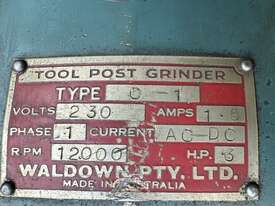 TOOL POST GRINDER
TYPE D-1
VOLTS 230 AMPS 1.8
PHASE 1 CURRENT AC-DC
RPM 12000 H.P. 3
WALDOWN PTY. LTD.
MADE IN AUSTRALIA